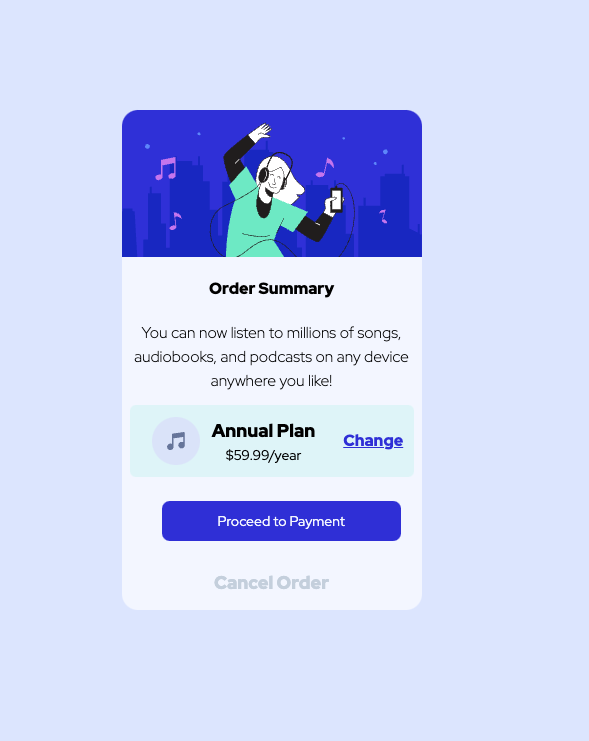 Order Summary
You can now listen to millions of songs,
audiobooks, and podcasts on any device
anywhere you like!
Annual Plan
$59.99/year
Change
Proceed to Payment
Cancel Order